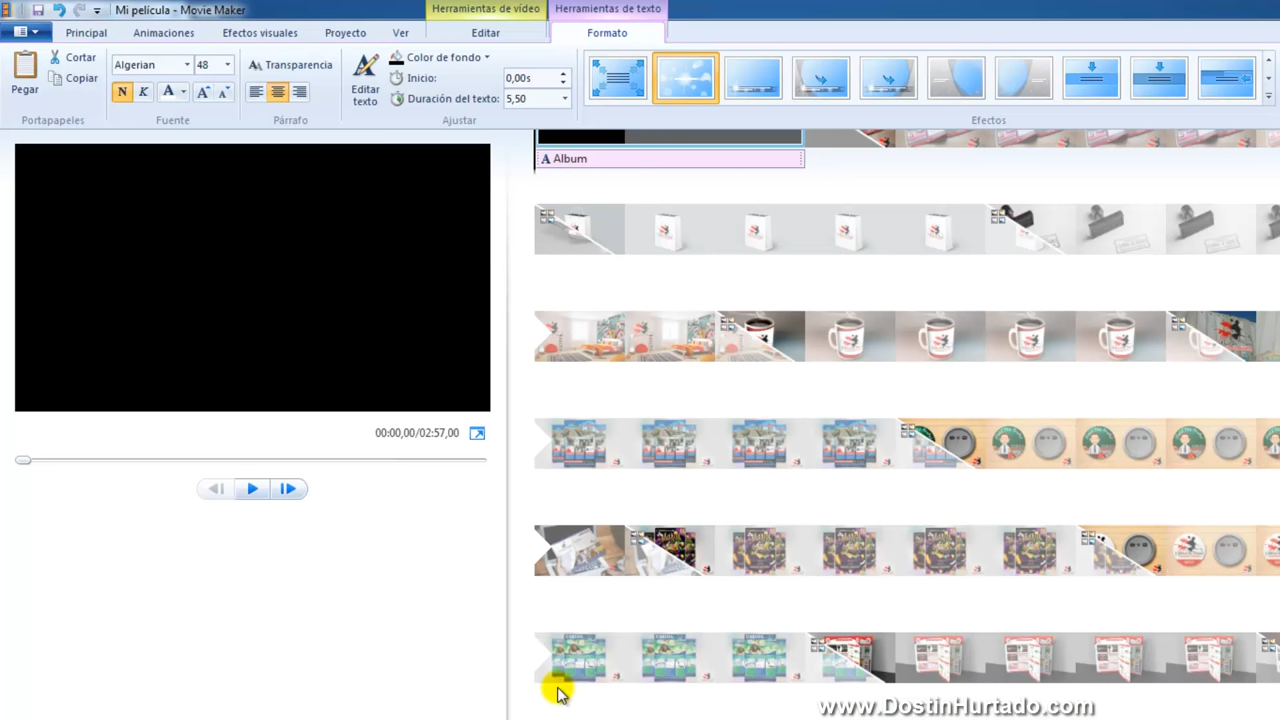 Mi película - Movie Maker
Herramientas de vídeo
Herramientas de texto
Principal
Animaciones
Efectos visuales
Proyecto
Ver
Editar
Formato
Pegar
Cortar
Copiar
Portapapeles
Algerian
48
N K A A A
Fuente
Transparencia
Párrafo
Editar texto
Color de fondo
Inicio: 0,00s
Duración del texto: 5,50
Ajustar
Efectos
A Album
00:00,00/02:57,00
www.DostinHurtado.com